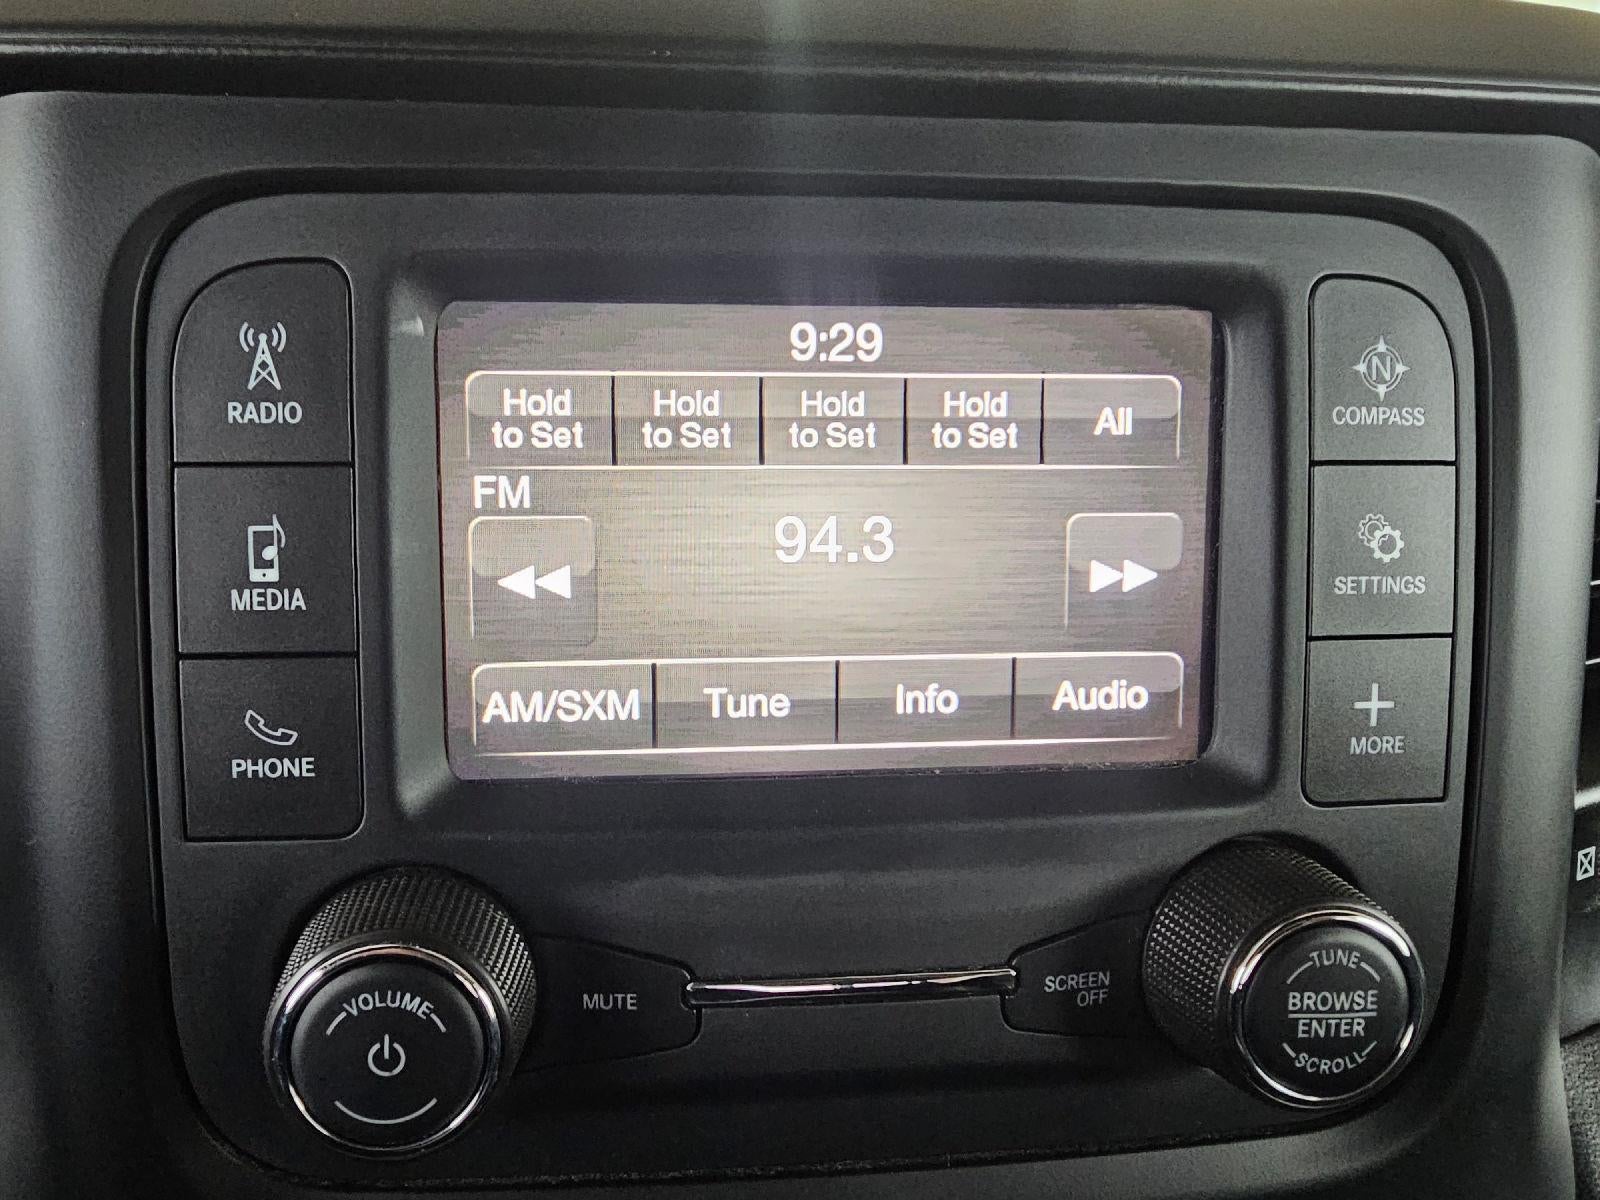 9:29
Hold
to Set
Hold
to Set
Hold
to Set
Hold
to Set
All
FM
94.3
AM/SXM
Tune
Info
Audio
RADIO
MEDIA
PHONE
N
COMPASS
SETTINGS
MORE
VOLUME
MUTE
SCREEN
OFF
TUNE
BROWSE
ENTER
SCROLL